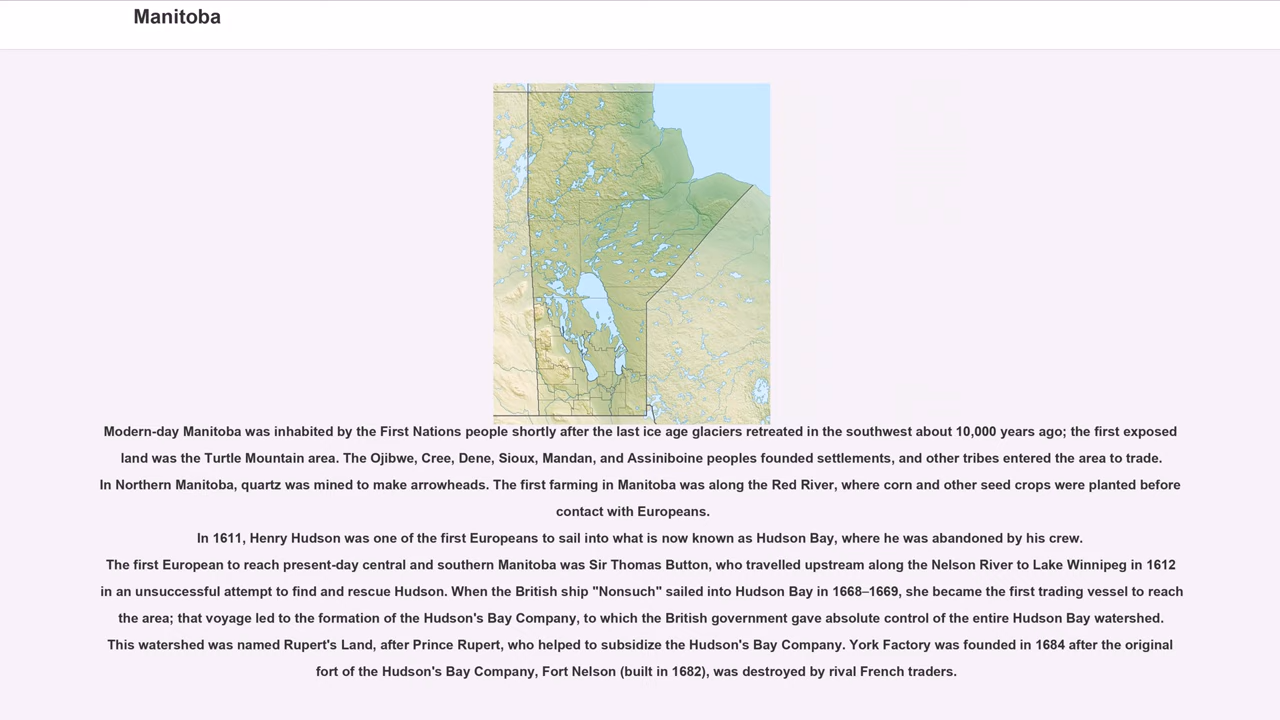 Manitoba
Modern-day Manitoba was inhabited by the First Nations people shortly after the last ice age glaciers retreated in the southwest about 10,000 years ago; the first exposed
land was the Turtle Mountain area. The Ojibwe, Cree, Dene, Sioux, Mandan, and Assiniboine peoples founded settlements, and other tribes entered the area to trade.
In Northern Manitoba, quartz was mined to make arrowheads. The first farming in Manitoba was along the Red River, where corn and other seed crops were planted before
contact with Europeans.
In 1611, Henry Hudson was one of the first Europeans to sail into what is now known as Hudson Bay, where he was abandoned by his crew.
The first European to reach present-day central and southern Manitoba was Sir Thomas Button, who travelled upstream along the Nelson River to Lake Winnipeg in 1612
in an unsuccessful attempt to find and rescue Hudson. When the British ship "Nonsuch" sailed into Hudson Bay in 1668–1669, she became the first trading vessel to reach
the area; that voyage led to the formation of the Hudson's Bay Company, to which the British government gave absolute control of the entire Hudson Bay watershed.
This watershed was named Rupert's Land, after Prince Rupert, who helped to subsidize the Hudson's Bay Company. York Factory was founded in 1684 after the original
fort of the Hudson's Bay Company, Fort Nelson (built in 1682), was destroyed by rival French traders.